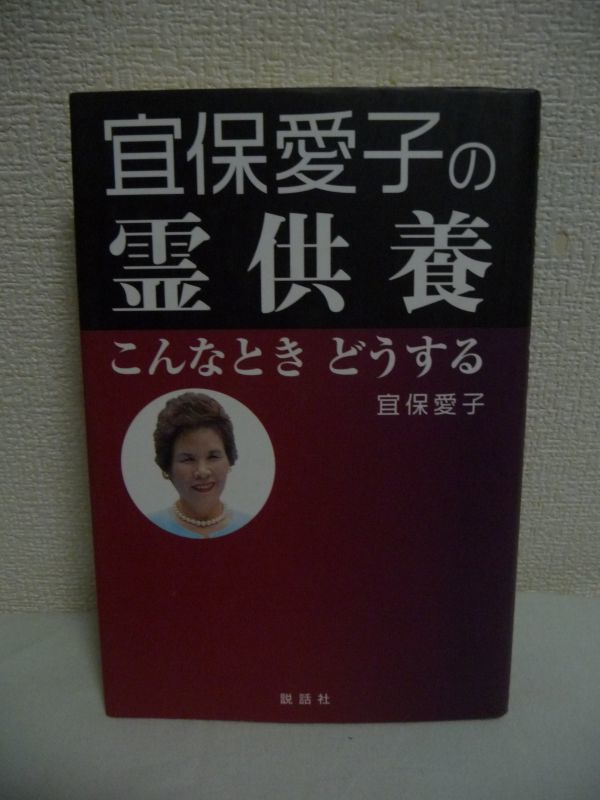 宜保愛子の
霊供養
こんなとき どうする
宜保愛子
説話社